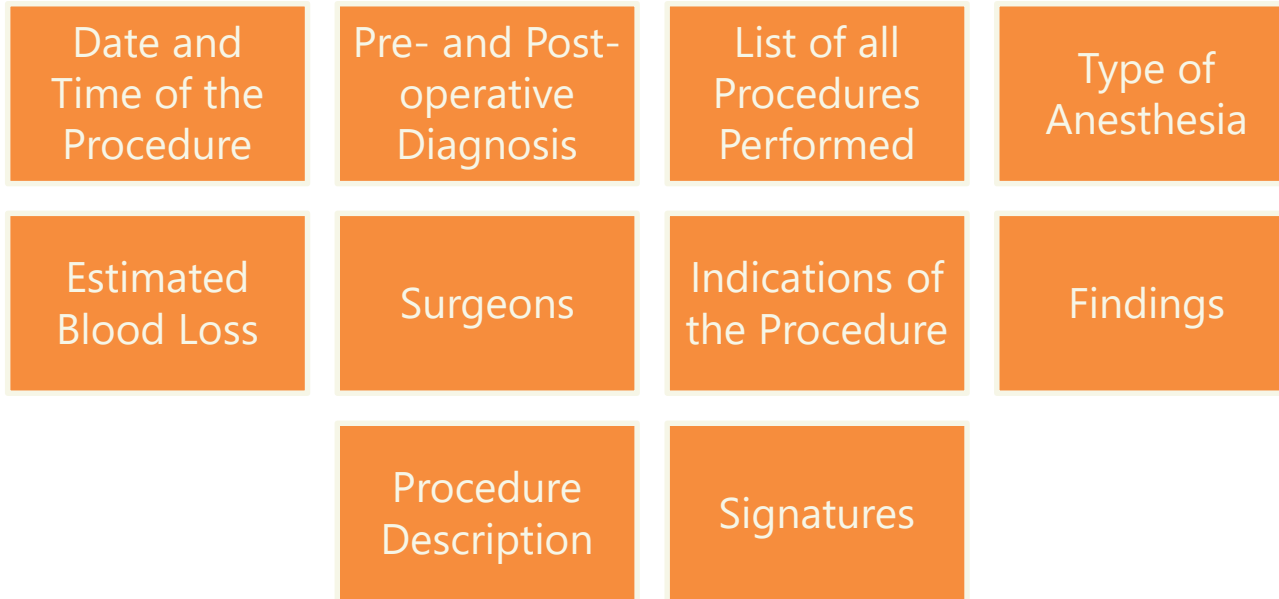 Date and
Time of the
Procedure
Pre- and Post-
operative
Diagnosis
List of all
Procedures
Performed
Type of
Anesthesia
Estimated
Blood Loss
Surgeons
Indications of
the Procedure
Findings
Procedure
Description
Signatures